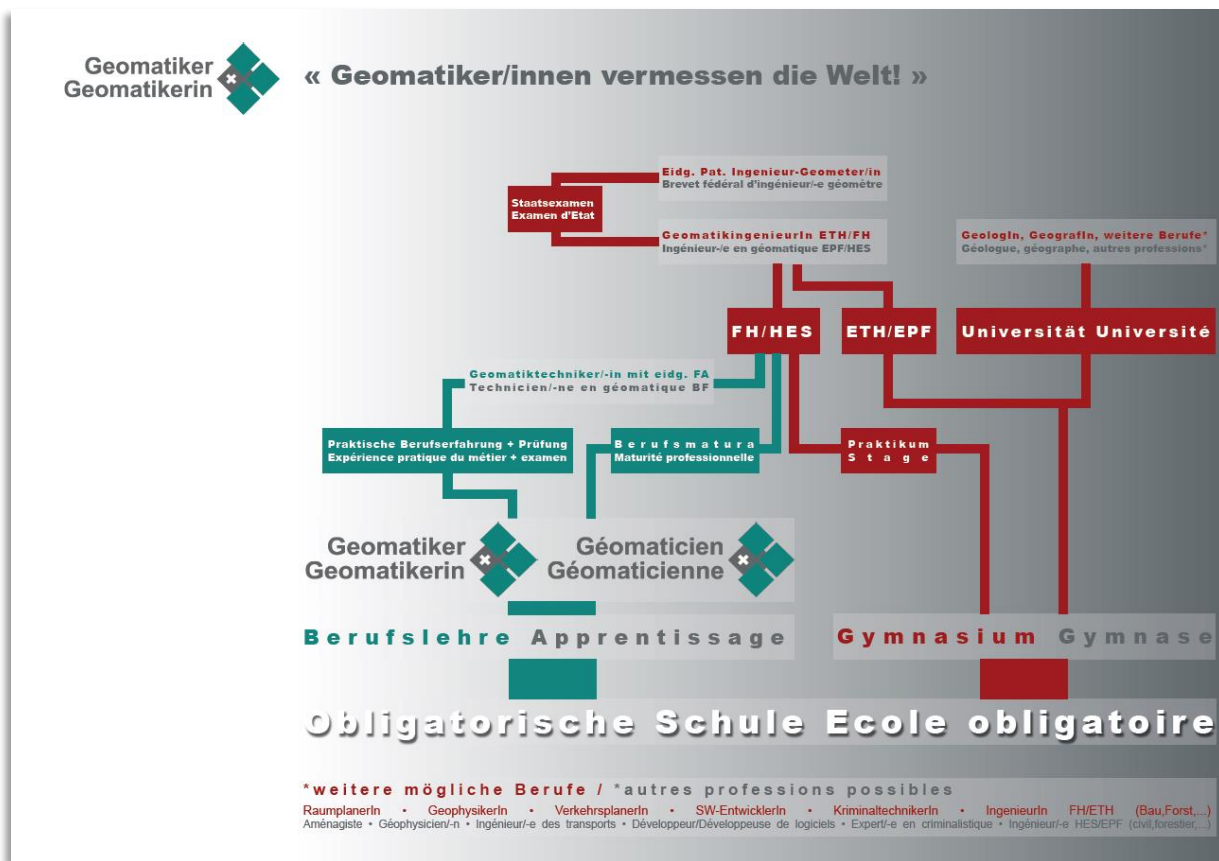 Geomatiker
Geomatikerin
« Geomatiker/innen vermessen die Welt! »
Eidg. Pat. Ingenieur-Geometer/in
Brevet fédéral d'ingénieur/-e géomètre
Staatsexamen
Examen d'Etat
GeomatikingenieurIn ETH/FH
Ingénieur-/e en géomatique EPF/HES
GeologIn, GeografIn, weitere Berufe*
Géologue, géographe, autres professions*
FH/HES
ETH/EPF
Universität Université
Geomatiktechniker/-in mit eidg. FA
Technicien/-ne en géomatique BF
Praktische Berufserfahrung + Prüfung
Expérience pratique du métier + examen
Berufsmatura
Maturité professionnelle
Praktikum
Stage
Geomatiker
Geomatikerin
Géomaticien
Géomaticienne
Berufslehre Apprentissage
Gymnasium Gymnase
Obligatorische Schule Ecole obligatoire
*weitere mögliche Berufe / *autres professions possibles
RaumplanerIn • GeophysikerIn • VerkehrsplanerIn • SW-EntwicklerIn • KriminaltechnikerIn • IngenieurIn FH/ETH (Bau,Forst,...)
Aménagiste • Géophysicien/-n • Ingénieur/-e des transports • Développeur/Développeuse de logiciels • Expert/-e en criminalistique • Ingénieur/-e HES/EPF (civil,forestier,...)